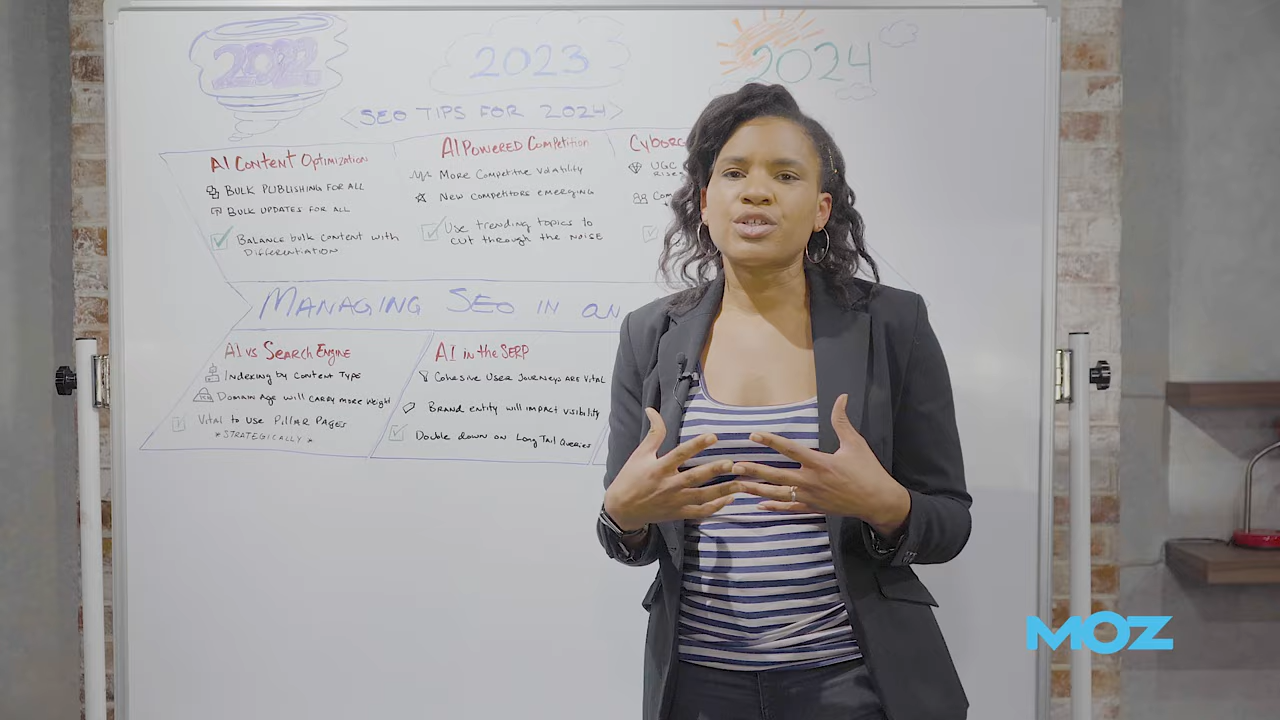 2022
2023
2024
<SEO TIPS FOR 2024>
AI Content Optimization
BULK PUBLISHING FOR ALL
BULK UPDATES FOR ALL
BALANCE bulk CONTENT WITH
DIFFERENTIATION
AI POWERED COMPETITION
MORE COMPETITIVE VOLATILITY
NEW COMPETITORS EMERGING
Use trending topics to
CUT THROUGH THE NOISE
Cyborg
UGC
RISES
Com
MANAGING SEO IN AN
AI vs Search Engine
INDEXING BY CONTENT TYPE
DOMAIN AGE WILL CARRY MORE WEIGHT
VITAL TO USE PILLAR PAGES
*STRATEGICALLY*
AI in the SERP
Cohesive User Journeys ARE VITAL
BRAND ENTITY WILL IMPACT VISIBILITY
DOUBLE DOWN ON LONG TAIL QUERIES
MOZ